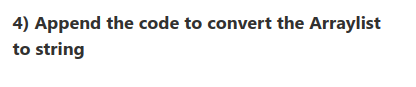 4) Append the code to convert the Arraylist
to string